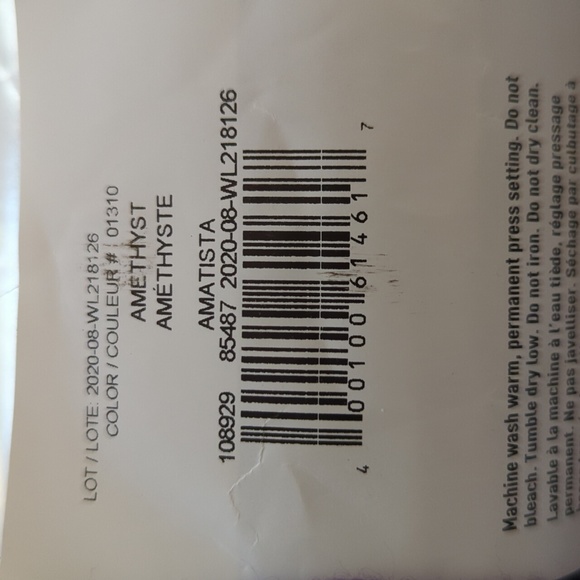 LOT / LOTE: 2020-08-WL218126
COLOR / COULEUR # 01310
AMETHYST
AMÉTHYSTE
AMATISTA
108929 85487 2020-08-WL218126
4 00100 61461 7
Machine wash warm, permanent press setting. Do not
bleach. Tumble dry low. Do not iron. Do not dry clean.
Lavable à la machine à l'eau tiède, réglage pressage
permanent. Ne pas javelliser. Séchage par culbutage à